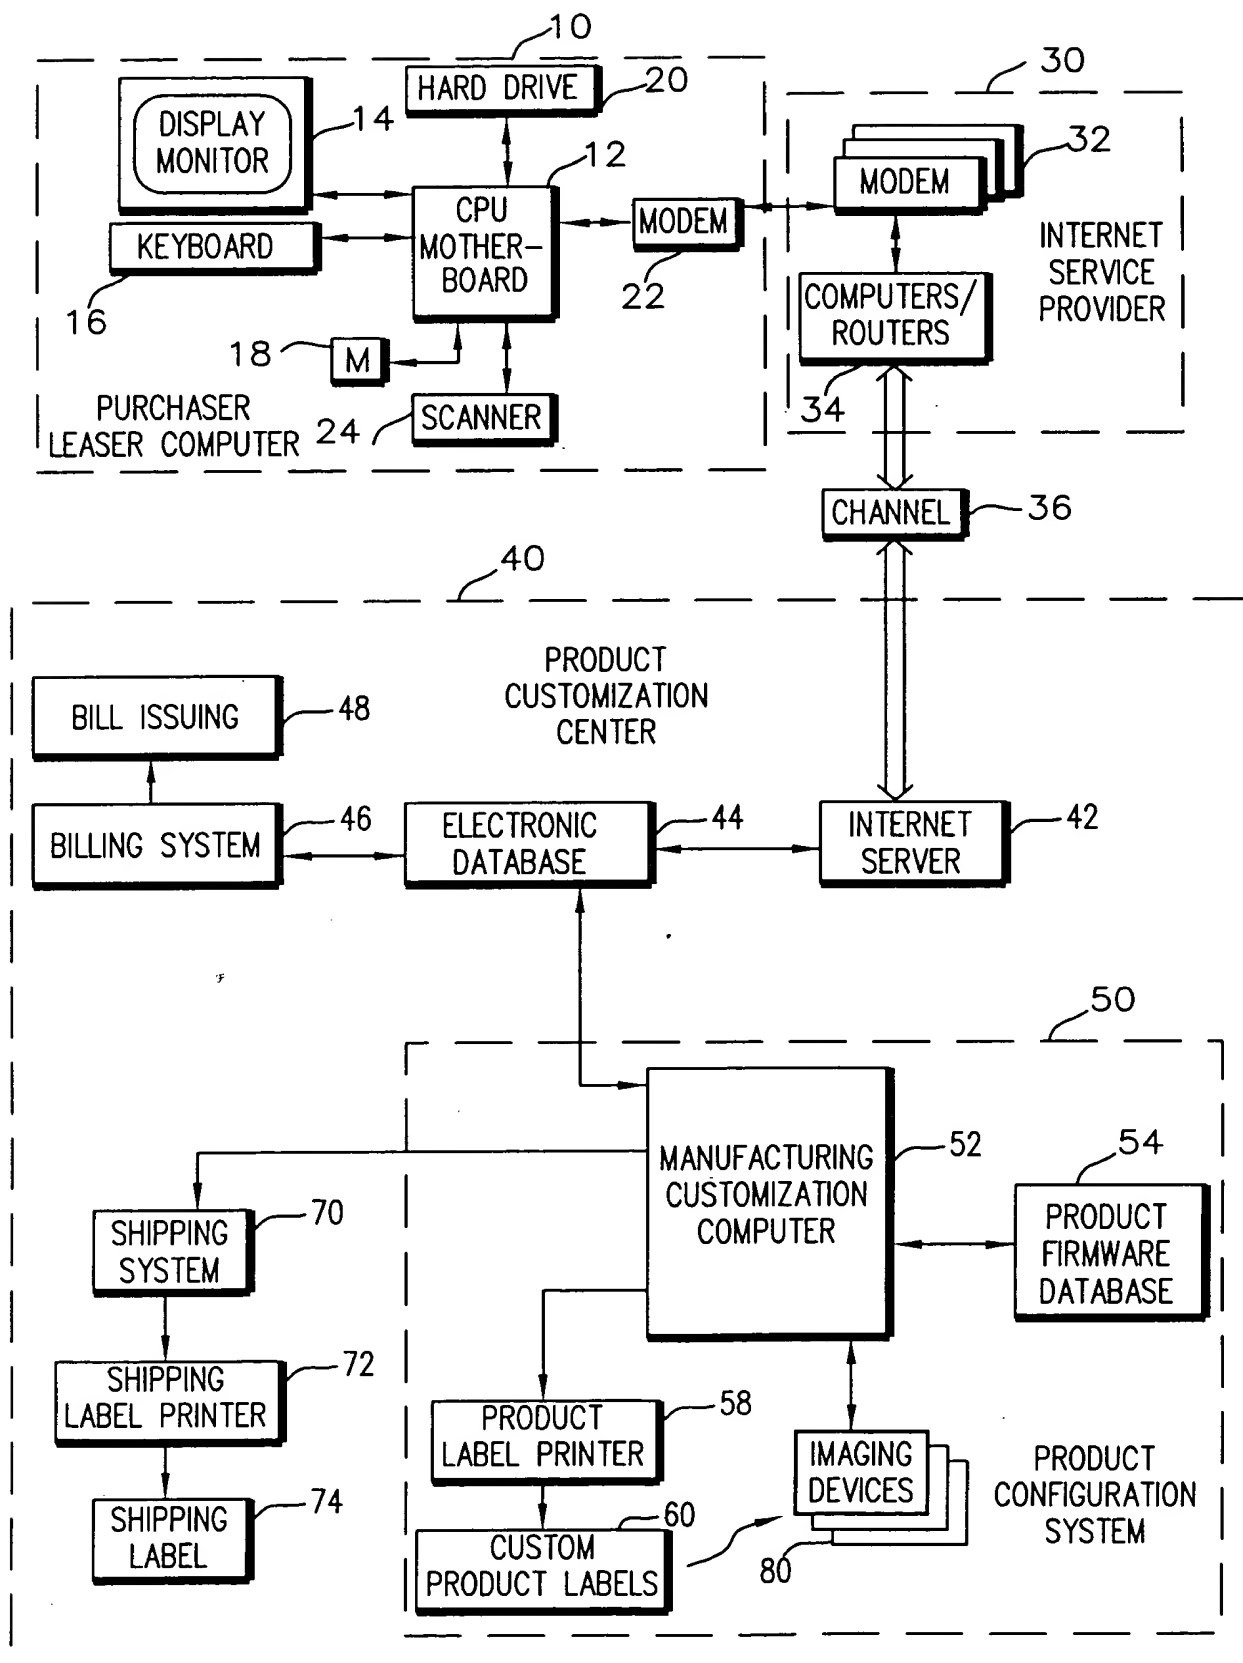 10
HARD DRIVE
20
30
DISPLAY
MONITOR
14
12
32
MODEM
CPU
MOTHER-
BOARD
MODEM
22
KEYBOARD
16
INTERNET
SERVICE
PROVIDER
COMPUTERS/
ROUTERS
34
18
M
PURCHASER
LEASER COMPUTER
24
SCANNER
CHANNEL
36
40
PRODUCT
CUSTOMIZATION
CENTER
BILL ISSUING
48
BILLING SYSTEM
46
ELECTRONIC
DATABASE
44
INTERNET
SERVER
42
50
MANUFACTURING
CUSTOMIZATION
COMPUTER
52
54
PRODUCT
FIRMWARE
DATABASE
SHIPPING
SYSTEM
70
SHIPPING
LABEL PRINTER
72
SHIPPING
LABEL
74
PRODUCT
LABEL PRINTER
58
60
CUSTOM
PRODUCT LABELS
IMAGING
DEVICES
80
PRODUCT
CONFIGURATION
SYSTEM